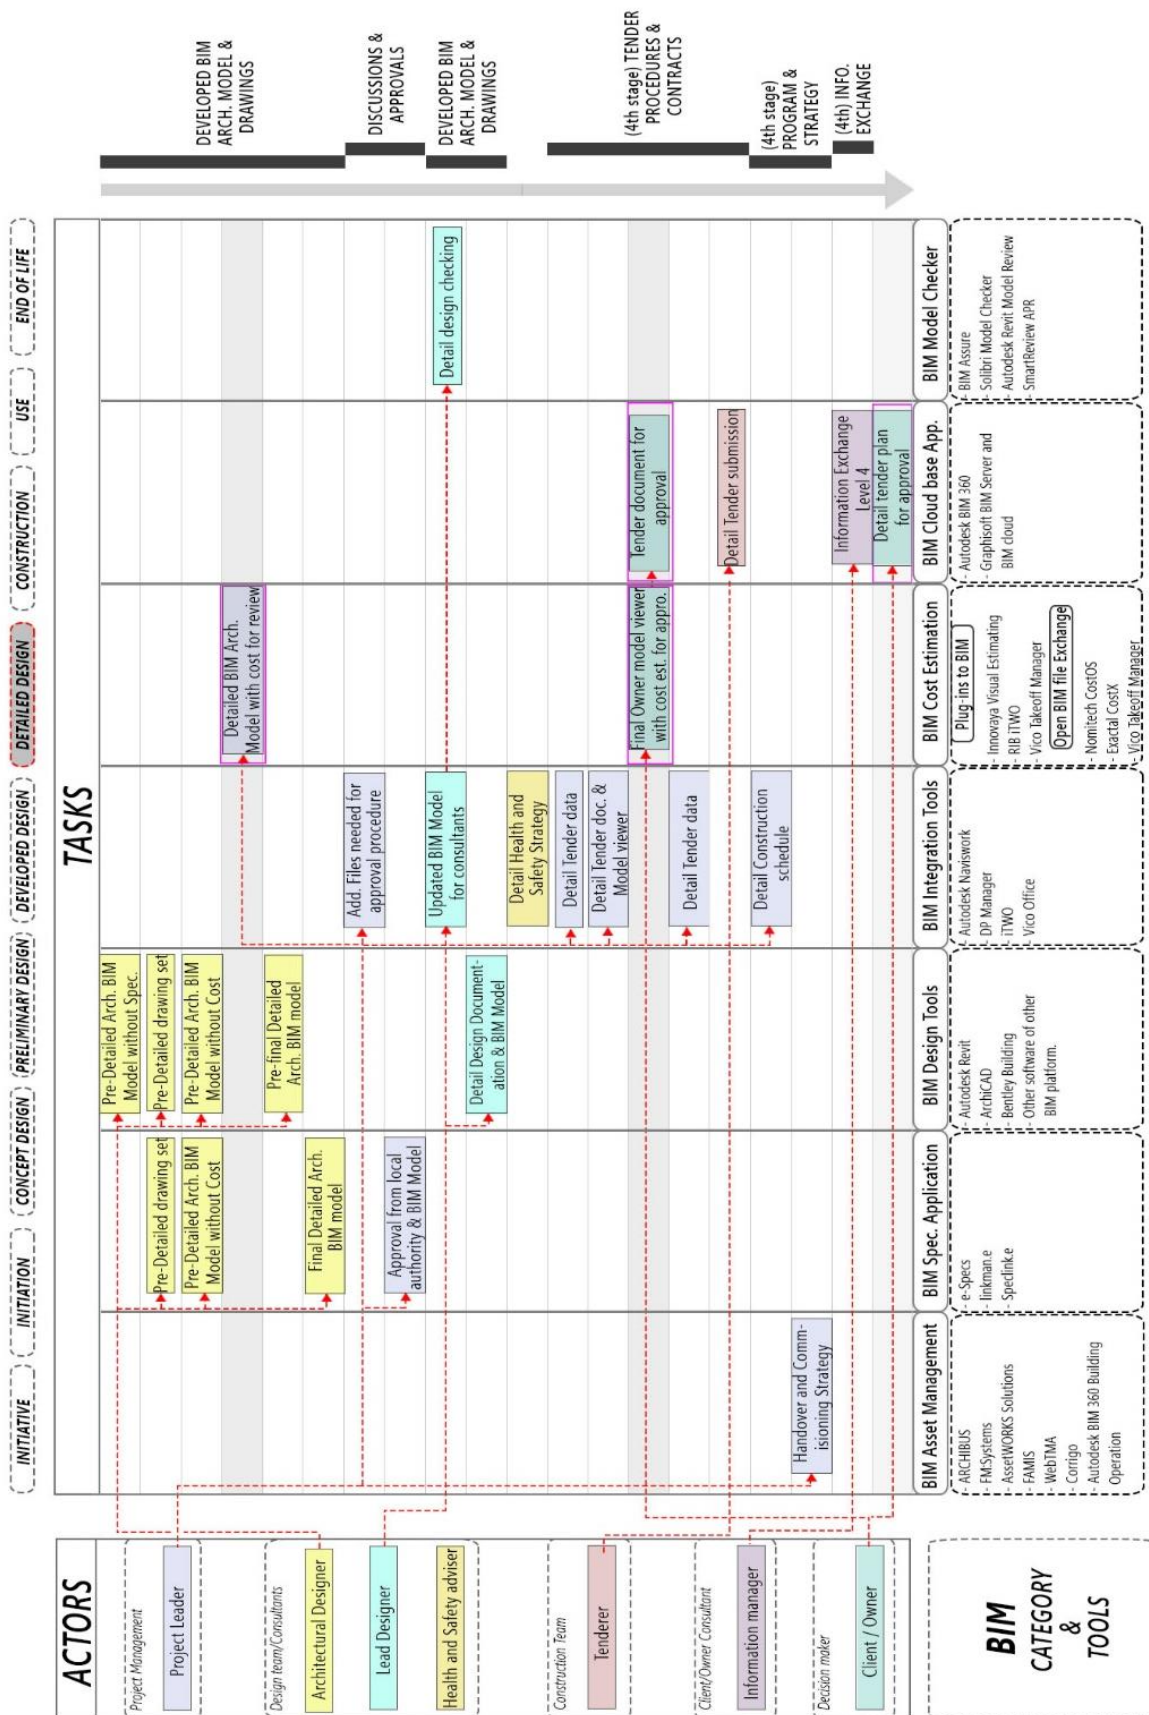 INITIATIVE
INITIATION
CONCEPT DESIGN
PRELIMINARY DESIGN
DEVELOPED DESIGN
DETAILED DESIGN
CONSTRUCTION
USE
END OF LIFE
ACTORS
TASKS
Project Management
Project Leader
Design team/Consultants
Architectural Designer
Lead Designer
Health and Safety adviser
Construction Team
Tenderer
Client/Owner Consultant
Information manager
Decision maker
Client / Owner
Pre-Detailed Arch. BIM
Model without Spec.
Pre-Detailed drawing set
Pre-Detailed drawing set
Pre-Detailed Arch. BIM
Model without Cost
Pre-Detailed Arch. BIM
Model without Cost
Detailed BIM Arch.
Model with cost for review
Pre-final Detailed
Arch. BIM model
Final Detailed Arch.
BIM model
Add. Files needed for
approval procedure
Approval from local
authority & BIM Model
Updated BIM Model
for consultants
Detail design checking
Detail Design Document-
ation & BIM Model
Detail Health and
Safety Strategy
Detail Tender data
Detail Tender doc. &
Model viewer
Final Owner model viewer
with cost est. for appro.
Tender document for
approval
Detail Tender data
Detail Tender submission
Detail Construction
schedule
Handover and Comm-
isioning Strategy
Information Exchange
Level 4
Detail tender plan
for approval
DEVELOPED BIM
ARCH. MODEL &
DRAWINGS
DISCUSSIONS &
APPROVALS
DEVELOPED BIM
ARCH. MODEL &
DRAWINGS
(4th stage) TENDER
PROCEDURES &
CONTRACTS
(4th stage)
PROGRAM &
STRATEGY
(4th) INFO.
EXCHANGE
BIM
CATEGORY
&
TOOLS
BIM Asset Management
- ARCHIBUS
- FM:Systems
- AssetWORKS Solutions
- FAMIS
- WebTMA
- Corrigo
- Autodesk BIM 360 Building
Operation
BIM Spec. Application
- e-Specs
- linkman.e
- Speclink.e
BIM Design Tools
- Autodesk Revit
- ArchiCAD
- Bentley Building
- Other software of other
BIM platform.
BIM Integration Tools
- Autodesk Naviswork
- DP Manager
- iTWO
- Vico Office
BIM Cost Estimation
Plug-ins to BIM
- Innovaya Visual Estimating
- RIB iTWO
- Vico Takeoff Manager
Open BIM file Exchange
- Nomitech CostOS
- Exactal CostX
Vico Takeoff Manager
BIM Cloud base App.
- Autodesk BIM 360
- Graphisoft BIM Server and
BIM cloud
BIM Model Checker
- BIM Assure
- Solibri Model Checker
- Autodesk Revit Model Review
- SmartReview APR